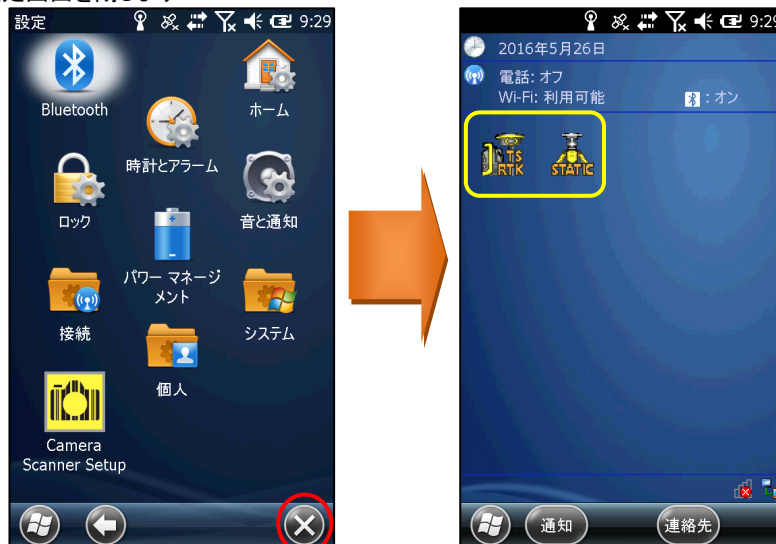 設定 9:29
Bluetooth
ホーム
時計とアラーム
ロック
音と通知
パワー マネージ
メント
接続
システム
個人
Camera
Scanner Setup
9:29
2016年5月26日
電話: オフ
Wi-Fi: 利用可能
: オン
TS
RTK
STATIC
通知
連絡先